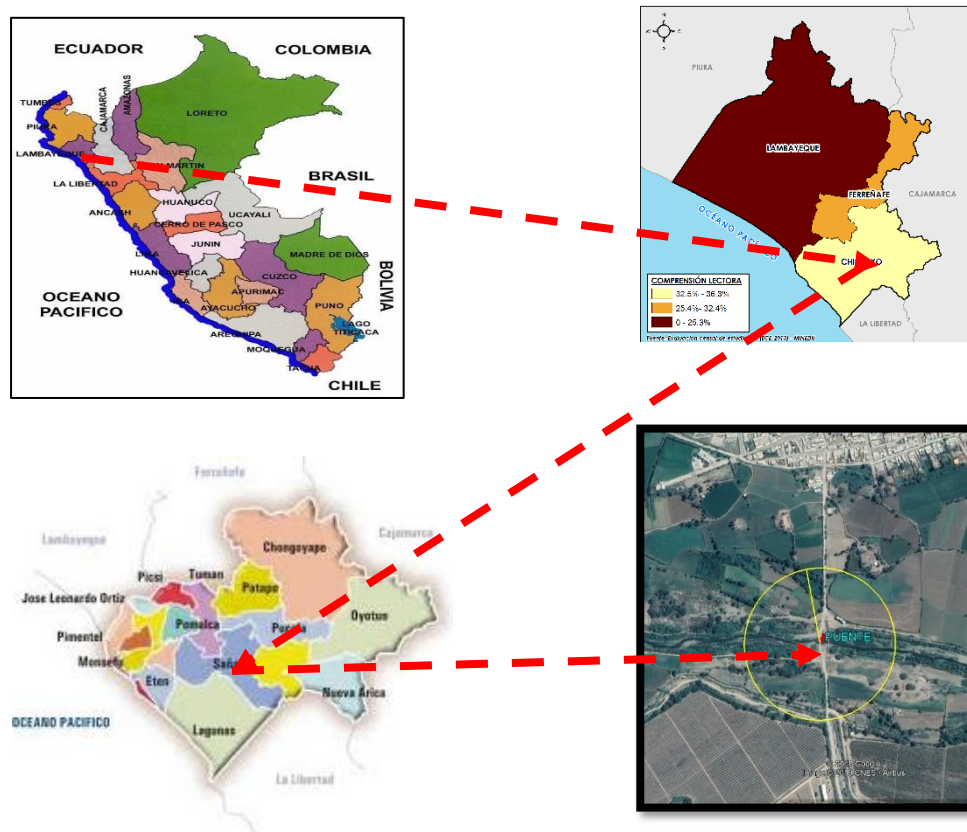 ECUADOR
COLOMBIA
TUMBES
PIURA
CAJAMARCA
AMAZONAS
LORETO
LAMBAYEQUE
MARTIN
LA LIBERTAD
BRASIL
ANCASH
HUANUCO
UCAYALI
CERRO DE PASCO
LIMA
JUNIN
MADRE DE DIOS
HUANCAVELICA
CUZCO
BOLIVIA
OCEANO
PACIFICO
APURIMAC
AYACUCHO
PUNO
LAGO
TITICACA
AREQUIPA
MOQUEGUA
TACNA
CHILE
PIURA
LAMBAYEQUE
FERREÑAFE
CAJAMARCA
OCÉANO PACÍFICO
COMPRENSIÓN LECTORA
32.5% - 36.3%
25.4% - 32.4%
0 - 25.3%
LA LIBERTAD
Ferreñafe
Lambayeque
Cajamarca
Chongoyape
Picsi
Tuman
Patapo
Jose Leonardo Ortiz
Oyotun
Pimentel
Pomalca
Monsefu
Saña
Eten
Nueva Arica
OCEANO PACIFICO
Lagunas
La Libertad
PUENTE